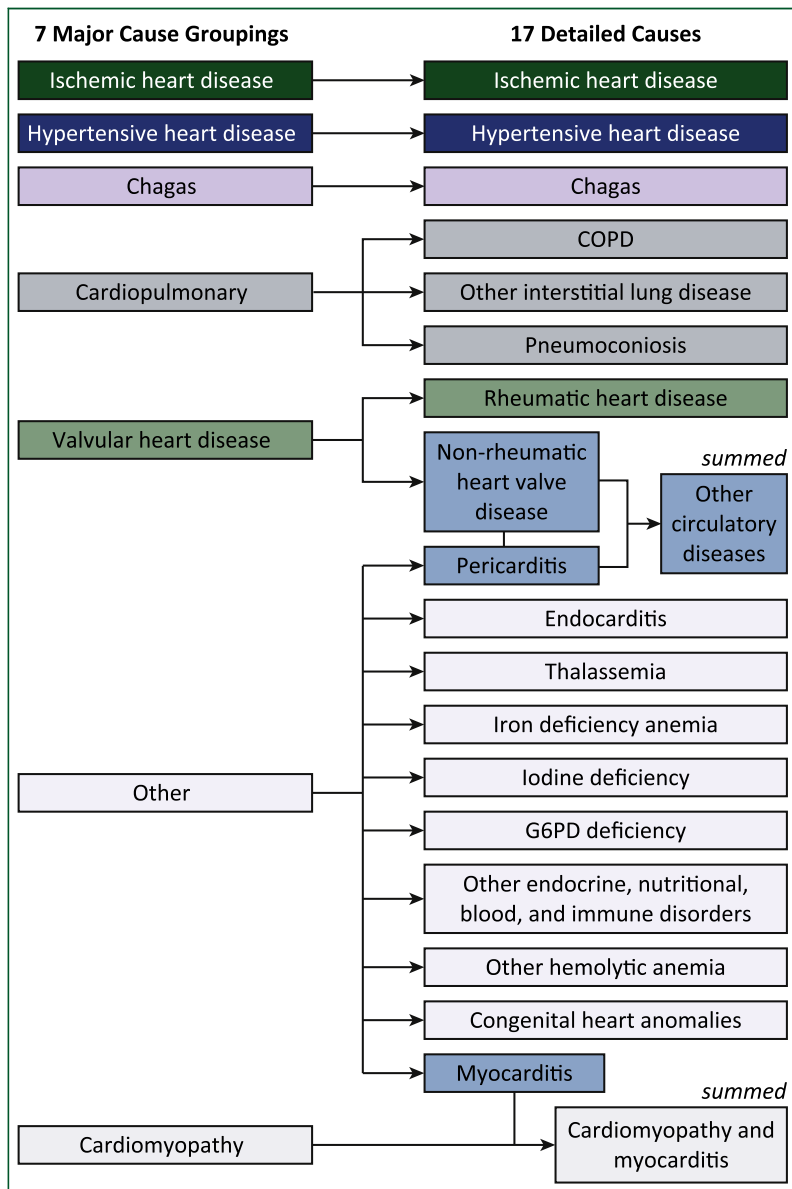 7 Major Cause Groupings
17 Detailed Causes
Ischemic heart disease
Ischemic heart disease
Hypertensive heart disease
Hypertensive heart disease
Chagas
Chagas
COPD
Cardiopulmonary
Other interstitial lung disease
Pneumoconiosis
Rheumatic heart disease
Valvular heart disease
Non-rheumatic
heart valve
disease
summed
Other
circulatory
diseases
Pericarditis
Endocarditis
Thalassemia
Iron deficiency anemia
Iodine deficiency
Other
G6PD deficiency
Other endocrine, nutritional,
blood, and immune disorders
Other hemolytic anemia
Congenital heart anomalies
Myocarditis
summed
Cardiomyopathy
Cardiomyopathy and
myocarditis